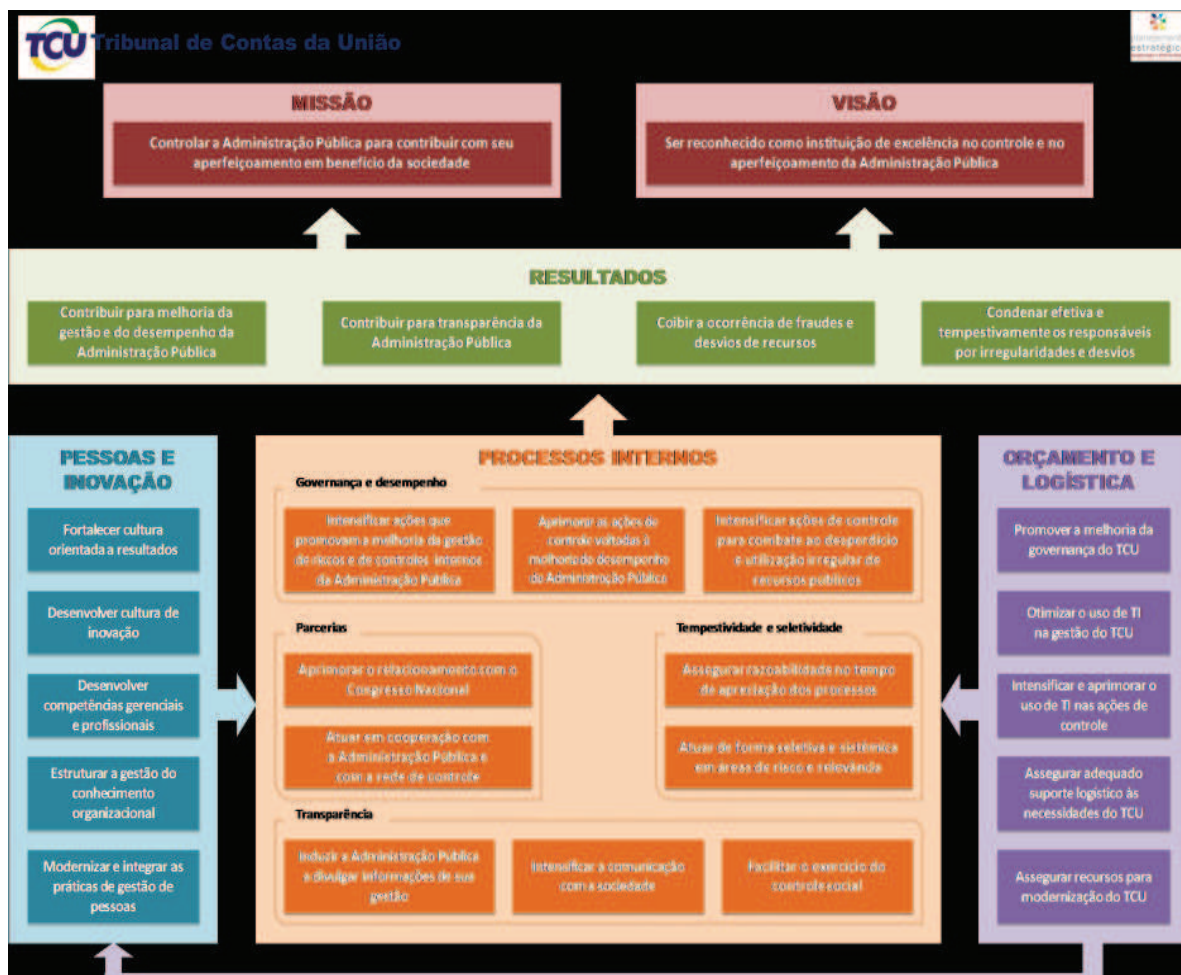 TCU Tribunal de Contas da União
planejamento
estratégico
MISSÃO
Controlar a Administração Pública para contribuir com seu
aperfeiçoamento em benefício da sociedade
VISÃO
Ser reconhecido como instituição de excelência no controle e no
aperfeiçoamento da Administração Pública
RESULTADOS
Contribuir para melhoria da
gestão e do desempenho da
Administração Pública
Contribuir para transparência da
Administração Pública
Coibir a ocorrência de fraudes e
desvios de recursos
Condenar efetiva e
tempestivamente os responsáveis
por irregularidades e desvios
PESSOAS E
INOVAÇÃO
Fortalecer cultura
orientada a resultados
Desenvolver cultura de
inovação
Desenvolver
competências gerenciais
e profissionais
Estruturar a gestão do
conhecimento
organizacional
Modernizar e integrar as
práticas de gestão de
pessoas
PROCESSOS INTERNOS
Governança e desempenho
Intensificar ações que
promovam a melhoria da gestão
de riscos e de controles internos
da Administração Pública
Aprimorar as ações de
controle voltadas à
melhoria do desempenho
da Administração Pública
Intensificar ações de controle
para combate ao desperdício
e utilização irregular de
recursos públicos
Parcerias
Aprimorar o relacionamento com o
Congresso Nacional
Atuar em cooperação com
a Administração Pública e
com a rede de controle
Tempestividade e seletividade
Assegurar razoabilidade no tempo
de apreciação dos processos
Atuar de forma seletiva e sistêmica
em áreas de risco e relevância
Transparência
Induzir a Administração Pública
a divulgar informações de sua
gestão
Intensificar a comunicação
com a sociedade
Facilitar o exercício do
controle social
ORÇAMENTO E
LOGÍSTICA
Promover a melhoria da
governança do TCU
Otimizar o uso de TI
na gestão do TCU
Intensificar e aprimorar o
uso de TI nas ações de
controle
Assegurar adequado
suporte logístico às
necessidades do TCU
Assegurar recursos para
modernização do TCU